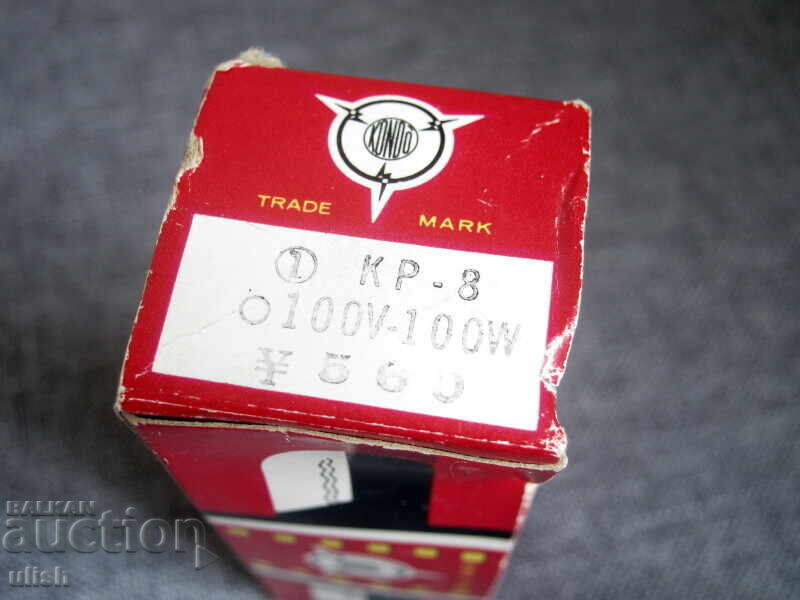 KONDO
TRADE MARK
① KP-8
○100V-100W
¥560
BALKAN
auction
ulish